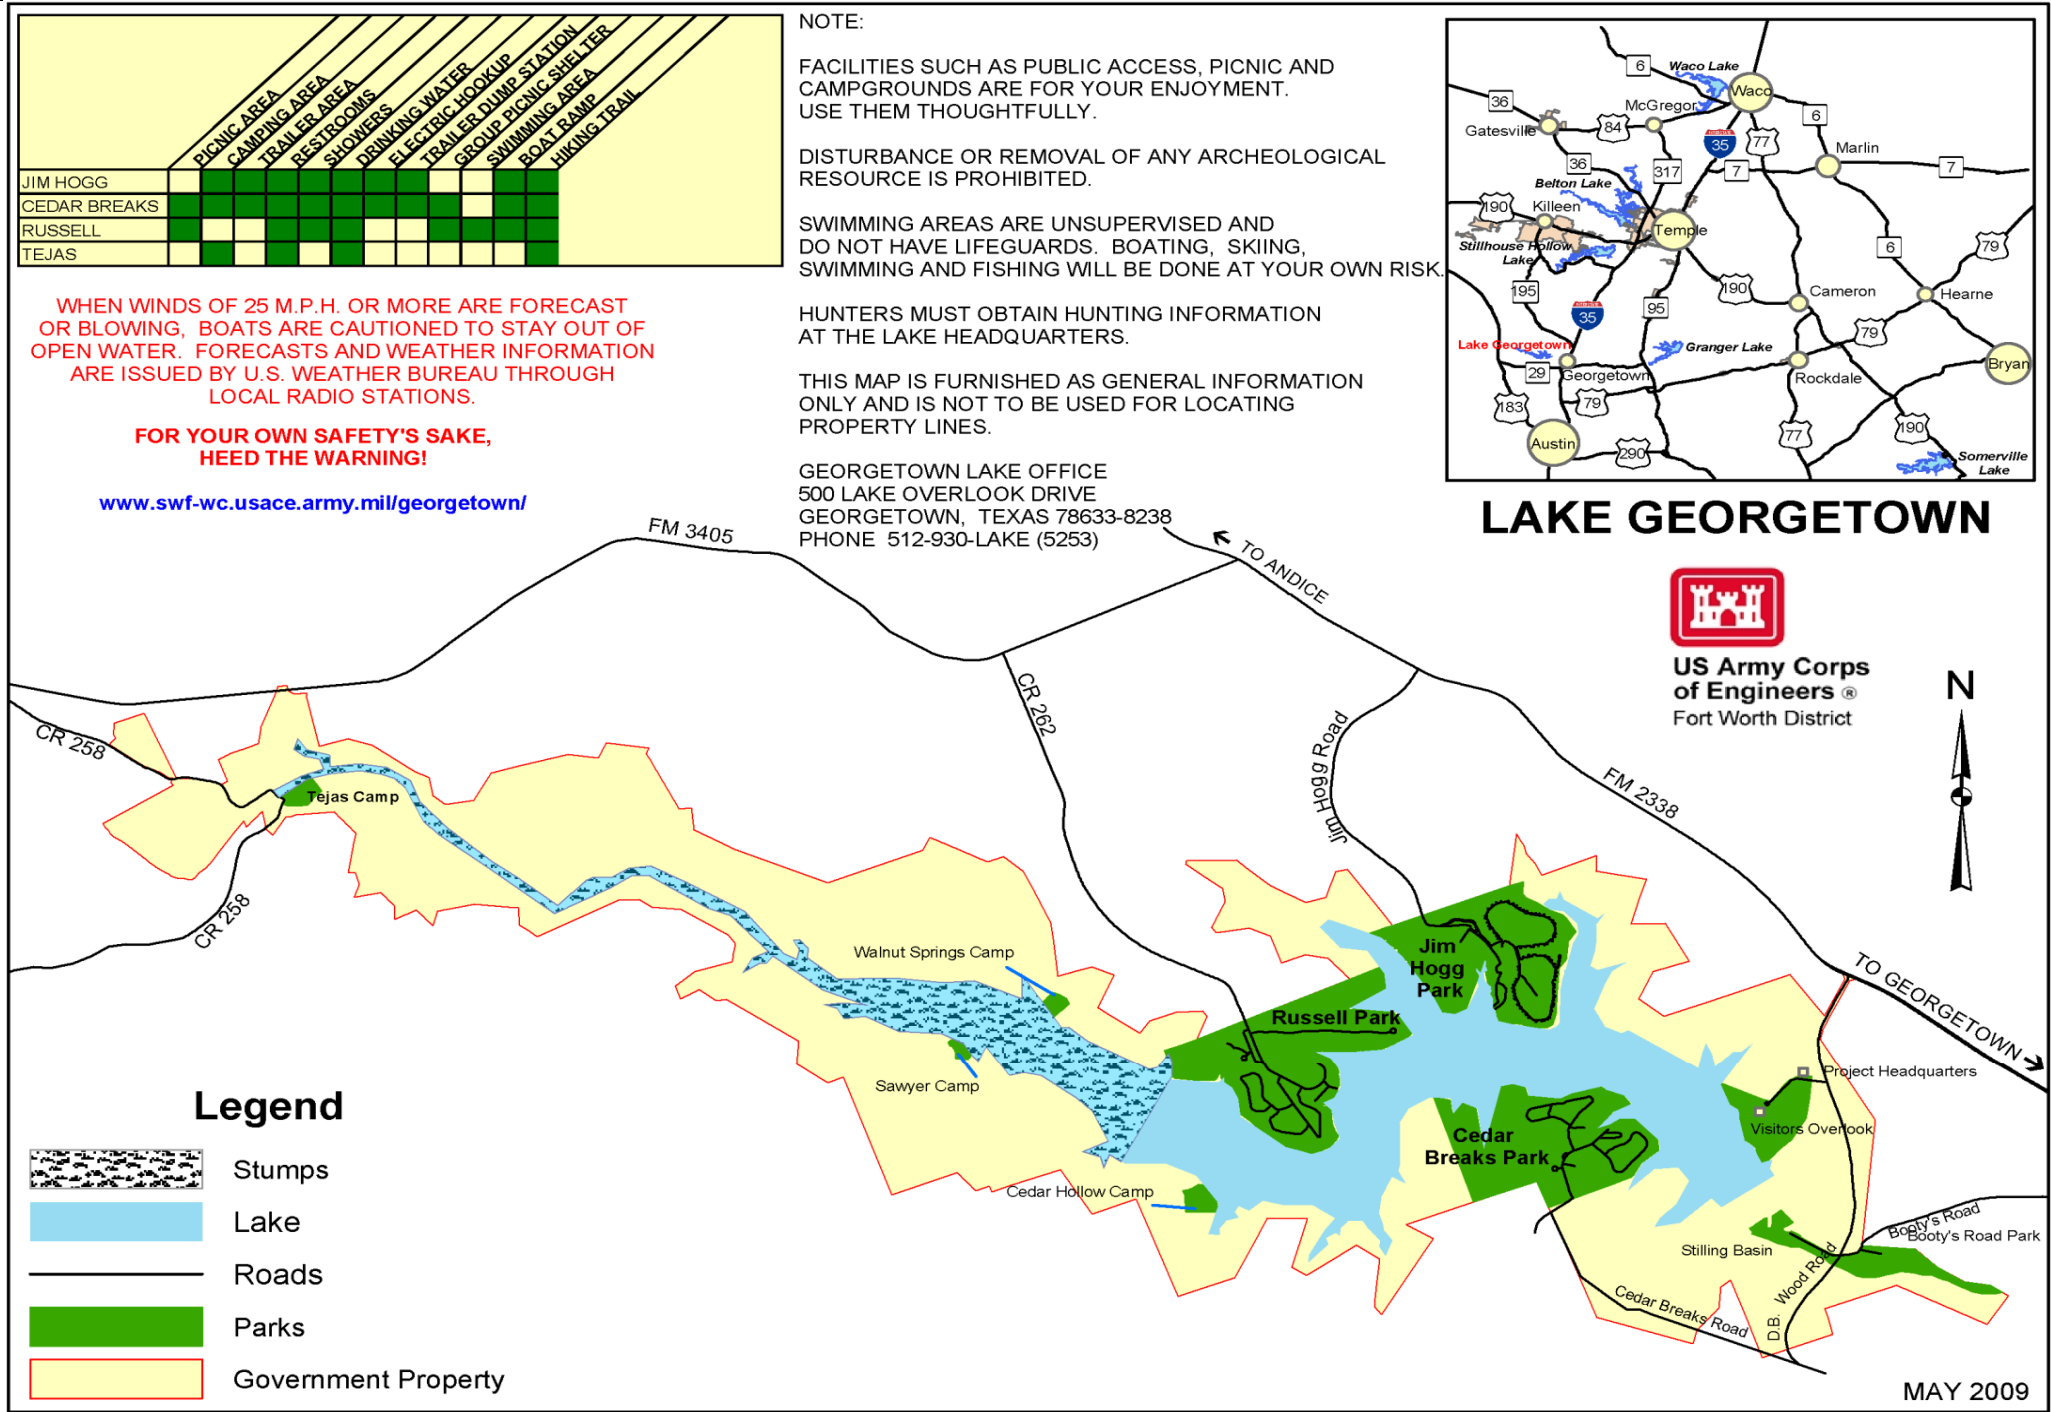 PICNIC AREA
CAMPING AREA
TRAILER AREA
RESTROOMS
SHOWERS
DRINKING WATER
ELECTRIC HOOKUP
TRAILER DUMP STATION
GROUP PICNIC SHELTER
SWIMMING AREA
BOAT RAMP
HIKING TRAIL
JIM HOGG
CEDAR BREAKS
RUSSELL
TEJAS
WHEN WINDS OF 25 M.P.H. OR MORE ARE FORECAST
OR BLOWING, BOATS ARE CAUTIONED TO STAY OUT OF
OPEN WATER. FORECASTS AND WEATHER INFORMATION
ARE ISSUED BY U.S. WEATHER BUREAU THROUGH
LOCAL RADIO STATIONS.
FOR YOUR OWN SAFETY'S SAKE,
HEED THE WARNING!
www.swf-wc.usace.army.mil/georgetown/
NOTE:
FACILITIES SUCH AS PUBLIC ACCESS, PICNIC AND
CAMPGROUNDS ARE FOR YOUR ENJOYMENT.
USE THEM THOUGHTFULLY.
DISTURBANCE OR REMOVAL OF ANY ARCHEOLOGICAL
RESOURCE IS PROHIBITED.
SWIMMING AREAS ARE UNSUPERVISED AND
DO NOT HAVE LIFEGUARDS. BOATING, SKIING,
SWIMMING AND FISHING WILL BE DONE AT YOUR OWN RISK.
HUNTERS MUST OBTAIN HUNTING INFORMATION
AT THE LAKE HEADQUARTERS.
THIS MAP IS FURNISHED AS GENERAL INFORMATION
ONLY AND IS NOT TO BE USED FOR LOCATING
PROPERTY LINES.
GEORGETOWN LAKE OFFICE
500 LAKE OVERLOOK DRIVE
GEORGETOWN, TEXAS 78633-8238
PHONE 512-930-LAKE (5253)
6
Waco Lake
Waco
36
McGregor
6
Gatesville
84
35
77
Marlin
36
317
7
7
Belton Lake
190
Killeen
Temple
Stillhouse Hollow
Lake
6
79
195
190
Cameron
Hearne
35
95
79
Lake Georgetown
Granger Lake
29
Georgetown
Rockdale
Bryan
183
79
77
190
Austin
290
Somerville
Lake
LAKE GEORGETOWN
US Army Corps
of Engineers ®
Fort Worth District
N
FM 3405
TO ANDICE
CR 262
Jim Hogg Road
FM 2338
CR 258
Tejas Camp
CR 258
Walnut Springs Camp
Jim
Hogg
Park
TO GEORGETOWN
Russell Park
Sawyer Camp
Project Headquarters
Visitors Overlook
Cedar
Breaks Park
Cedar Hollow Camp
Booty's Road
Booty's Road Park
Stilling Basin
D.B. Wood Road
Cedar Breaks Road
Legend
Stumps
Lake
Roads
Parks
Government Property
MAY 2009